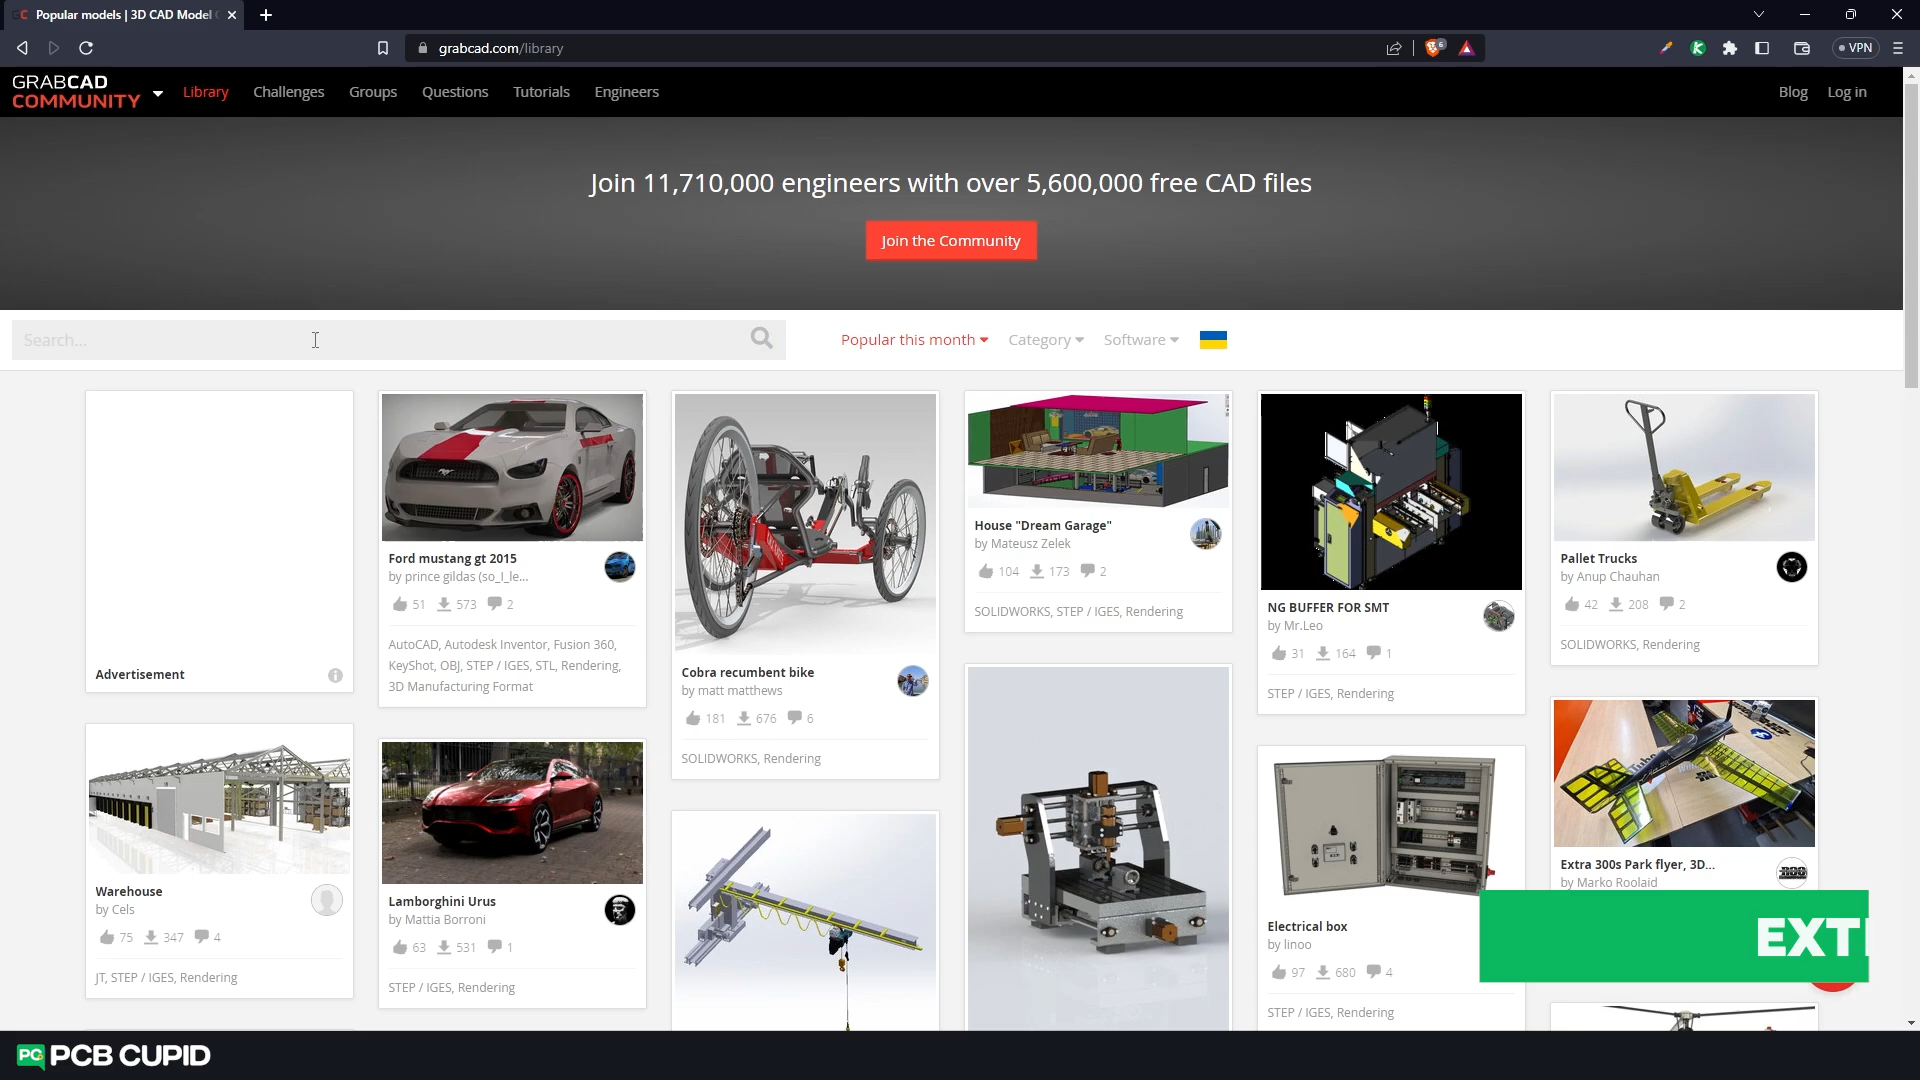 Popular models | 3D CAD Model
grabcad.com/library
6
VPN
GRABCAD
COMMUNITY
Library
Challenges
Groups
Questions
Tutorials
Engineers
Blog
Log in
Join 11,710,000 engineers with over 5,600,000 free CAD files
Join the Community
Search...
Popular this month
Category
Software
Advertisement
Warehouse
by Cels
75 347 4
JT, STEP / IGES, Rendering
Ford mustang gt 2015
by prince gildas (so_l_le...
51 573 2
AutoCAD, Autodesk Inventor, Fusion 360,
KeyShot, OBJ, STEP / IGES, STL, Rendering,
3D Manufacturing Format
Lamborghini Urus
by Mattia Borroni
63 531 1
STEP / IGES, Rendering
Cobra recumbent bike
by matt matthews
181 676 6
SOLIDWORKS, Rendering
House "Dream Garage"
by Mateusz Zelek
104 173 2
SOLIDWORKS, STEP / IGES, Rendering
NG BUFFER FOR SMT
by Mr.Leo
31 164 1
STEP / IGES, Rendering
Electrical box
by linoo
97 680 4
STEP / IGES, Rendering
Pallet Trucks
by Anup Chauhan
42 208 2
SOLIDWORKS, Rendering
Extra 300s Park flyer, 3D...
by Marko Roolaid
EXT
PCB CUPID